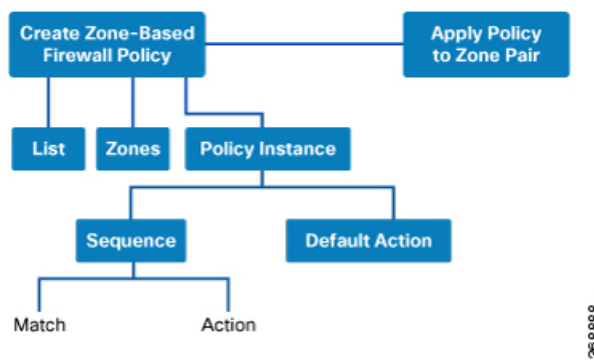 Create Zone-Based
Firewall Policy
Apply Policy
to Zone Pair
List
Zones
Policy Instance
Sequence
Default Action
Match
Action
368888